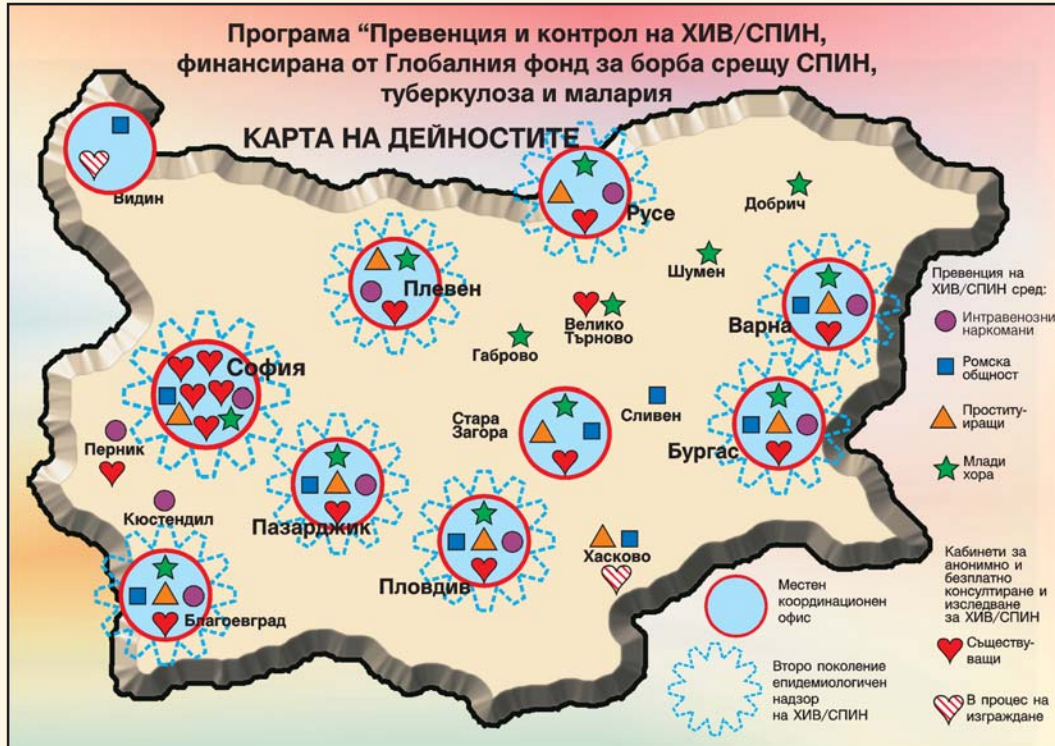 Програма “Превенция и контрол на ХИВ/СПИН,
финансирана от Глобалния фонд за борба срещу СПИН,
туберкулоза и малария
КАРТА НА ДЕЙНОСТИТЕ
Видин
Русе
Добрич
Плевен
Шумен
Велико
Търново
Варна
Габрово
София
Стара
Загора
Сливен
Бургас
Перник
Кюстендил
Пазарджик
Пловдив
Хасково
Благоевград
Превенция на
ХИВ/СПИН сред:
Интравенозни
наркомани
Ромска
общност
Проститу-
иращи
Млади
хора
Местен
координационен
офис
Второ поколение
епидемиологичен
надзор
на ХИВ/СПИН
Кабинети за
анонимно и
безплатно
консултиране и
изследване
за ХИВ/СПИН
Същеcтву-
ващи
В процес на
изграждане